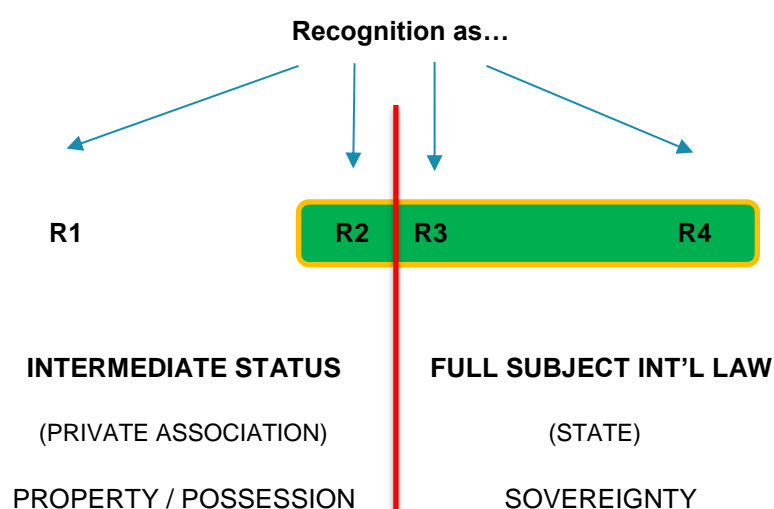 Recognition as…
R1 R2 R3 R4
INTERMEDIATE STATUS FULL SUBJECT INT’L LAW
(PRIVATE ASSOCIATION) (STATE)
PROPERTY / POSSESSION SOVEREIGNTY